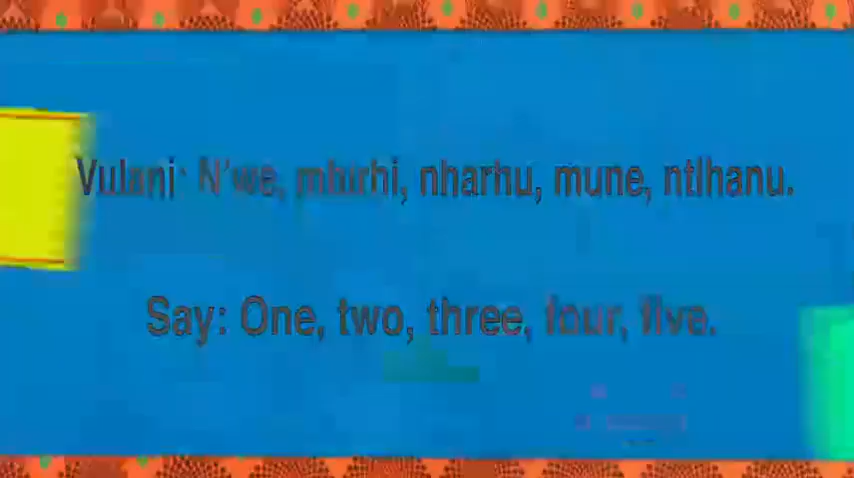 Vulani: N'we, mbirhi, nharhu, mune, ntlhanu.
Say: One, two, three, four, five.